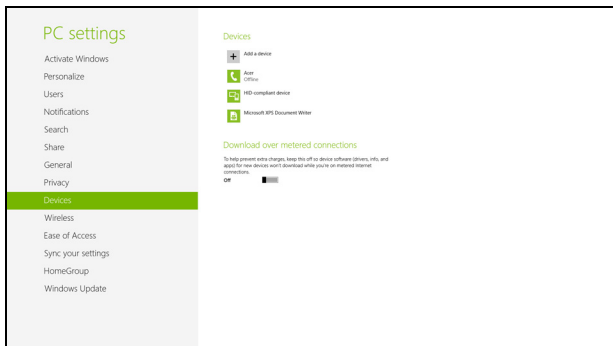 PC settings
Activate Windows
Personalize
Users
Notifications
Search
Share
General
Privacy
Devices
Wireless
Ease of Access
Sync your settings
HomeGroup
Windows Update
Devices
Add a device
Acer
Offline
HID-compliant device
Microsoft XPS Document Writer
Download over metered connections
To help prevent extra charges, keep this off so device software (drivers, info, and
apps) for new devices won't download while you're on metered Internet
connections.
Off